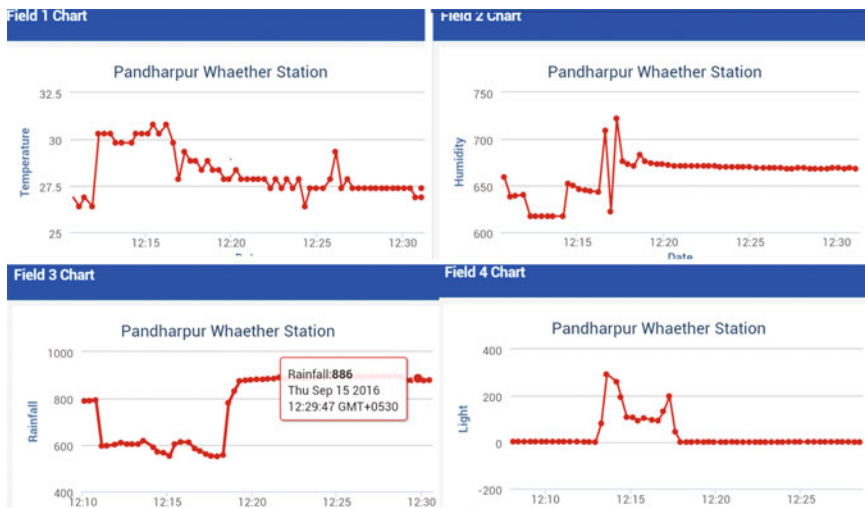 Field 1 Chart
Pandharpur Whaether Station
Temperature
32.5
30
27.5
25
12:15
12:20
12:25
12:30
Field 2 Chart
Pandharpur Whaether Station
Humidity
750
700
650
600
12:15
12:20
12:25
12:30
Date
Field 3 Chart
Pandharpur Whaether Station
Rainfall
1000
800
600
400
12:10
12:15
12:20
12:30
Rainfall:886
Thu Sep 15 2016
12:29:47 GMT+0530
Field 4 Chart
Pandharpur Whaether Station
Light
400
200
0
-200
12:10
12:15
12:20
12:25